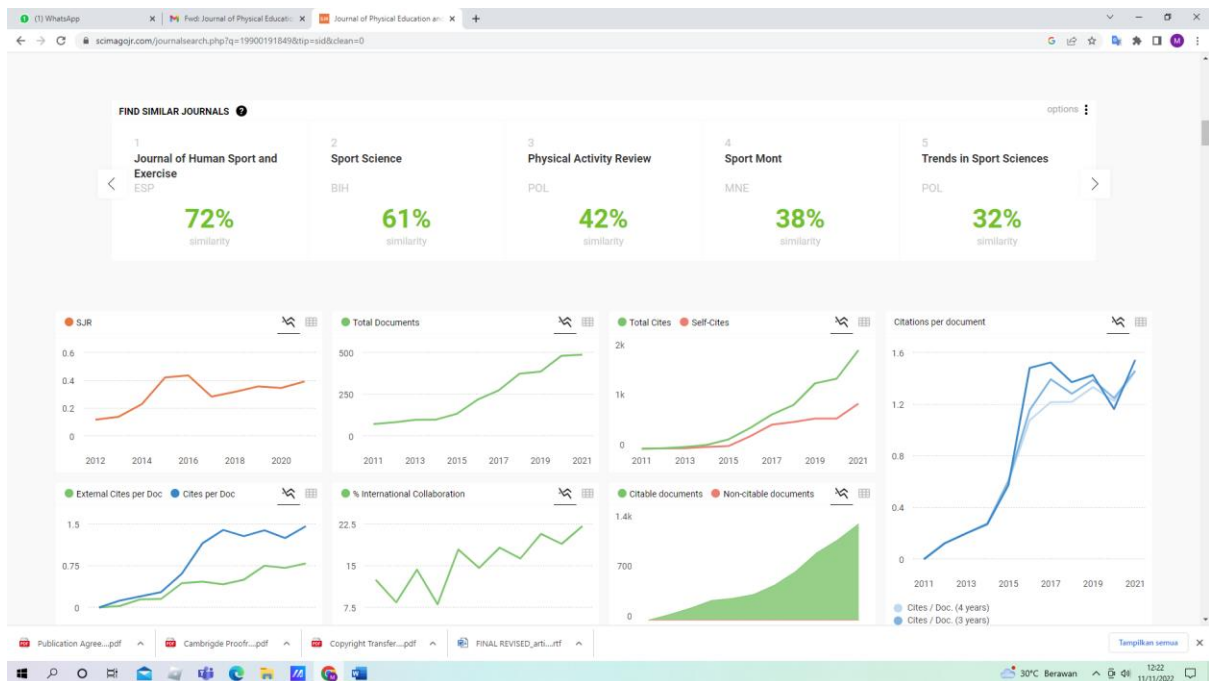 (1) WhatsApp
Fwd: Journal of Physical Educatio
Journal of Physical Education an
scimagojr.com/journalsearch.php?q=19900191849&tip=sid&clean=0
FIND SIMILAR JOURNALS ?
options
1
Journal of Human Sport and
Exercise
ESP
72%
similarity
2
Sport Science
BIH
61%
similarity
3
Physical Activity Review
POL
42%
similarity
4
Sport Mont
MNE
38%
similarity
5
Trends in Sport Sciences
POL
32%
similarity
SJR
0.6
0.4
0.2
0
2012 2014 2016 2018 2020
Total Documents
500
250
0
2011 2013 2015 2017 2019 2021
Total Cites Self-Cites
2k
1k
0
2011 2013 2015 2017 2019 2021
Citations per document
1.6
1.2
0.8
0.4
0
2011 2013 2015 2017 2019 2021
Cites / Doc. (4 years)
Cites / Doc. (3 years)
External Cites per Doc Cites per Doc
1.5
0.75
0
% International Collaboration
22.5
15
7.5
Citable documents Non-citable documents
1.4k
700
0
Publication Agree....pdf
Cambrigde Proofr....pdf
Copyright Transfer....pdf
FINAL REVISED_arti....rtf
Tampilkan semua
30°C Berawan
12:22
11/11/2022